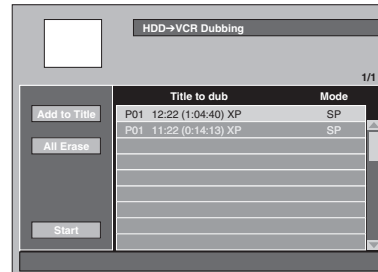 HDD→VCR Dubbing
1/1
Title to dub Mode
Add to Title
P01 12:22 (1:04:40) XP SP
P01 11:22 (0:14:13) XP SP
All Erase
Start